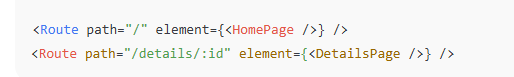 <Route path="/" element={<HomePage />} />
<Route path="/details/:id" element={<DetailsPage />} />